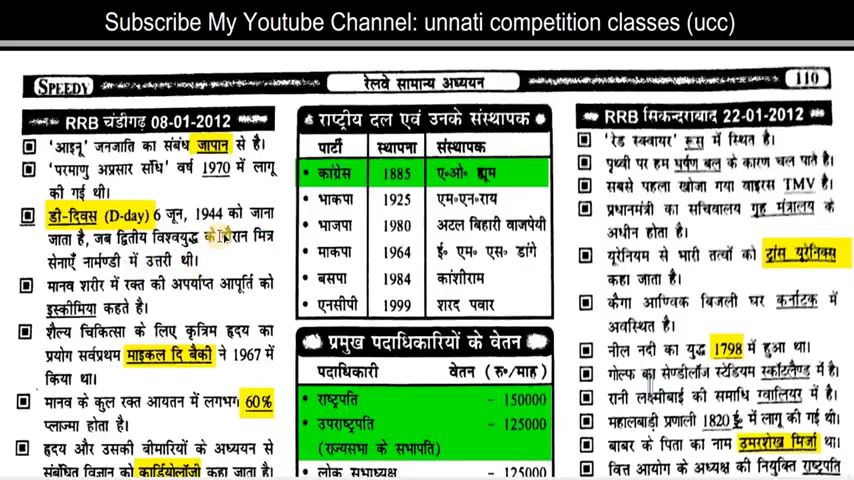 Subscribe My Youtube Channel: unnati competition classes (ucc)
SPEEDY
रेलवे सामान्य अध्ययन
110
RRB चंडीगढ़ 08-01-2012
'आइनू' जनजाति का संबंध जापान से है।
'परमाणु अप्रसार संधि' वर्ष 1970 में लागू
की गई थी।
डी-दिवस (D-day) 6 जून, 1944 को जाना
जाता है, जब द्वितीय विश्वयुद्ध के दौरान मित्र
सेनाएँ नार्मण्डी में उतरी थी।
मानव शरीर में रक्त की अपर्याप्त आपूर्ति को
इस्कीमिया कहते है।
शैल्य चिकित्सा के लिए कृत्रिम हृदय का
प्रयोग सर्वप्रथम माइकल दि बैकी ने 1967 में
किया था।
मानव के कुल रक्त आयतन में लगभग 60%
प्लाज्मा होता है।
हृदय और उसकी बीमारियों के अध्ययन से
संबंधित विज्ञान को कार्डियोलॉजी कहा जाता है।
राष्ट्रीय दल एवं उनके संस्थापक
पार्टी स्थापना संस्थापक
• कांग्रेस 1885 ए॰ ओ॰ ह्यूम
• भाकपा 1925 एम॰एन॰राय
• भाजपा 1980 अटल बिहारी वाजपेयी
• माकपा 1964 ई॰ एम॰ एस॰ डांगे
• बसपा 1984 कांशीराम
• एनसीपी 1999 शरद पवार
प्रमुख पदाधिकारियों के वेतन
पदाधिकारी वेतन (रु॰/माह)
• राष्ट्रपति - 150000
• उपराष्ट्रपति - 125000
(राज्यसभा के सभापति)
• लोक सभाध्यक्ष - 125000
RRB सिकन्दराबाद 22-01-2012
'रेड स्क्वायर' रूस में स्थित है।
पृथ्वी पर हम घर्षण बल के कारण चल पाते है।
सबसे पहला खोजा गया वाइरस TMV है।
प्रधानमंत्री का सचिवालय गृह मंत्रालय के
अधीन होता है।
यूरेनियम से भारी तत्वों को ट्रांस यूरेनिक्स
कहा जाता है।
कैगा आण्विक बिजली घर कर्नाटक में
अवस्थित है।
नील नदी का युद्ध 1798 में हुआ था।
गोल्फ का सेण्डीलॉज स्टेडियम स्कॉटलैण्ड में है।
रानी लक्ष्मीबाई की समाधि ग्वालियर में है।
महालबाड़ी प्रणाली 1820 ई॰ में लागू की गई थी।
बाबर के पिता का नाम उमरशेख मिर्जा था।
वित्त आयोग के अध्यक्ष की नियुक्ति राष्ट्रपति